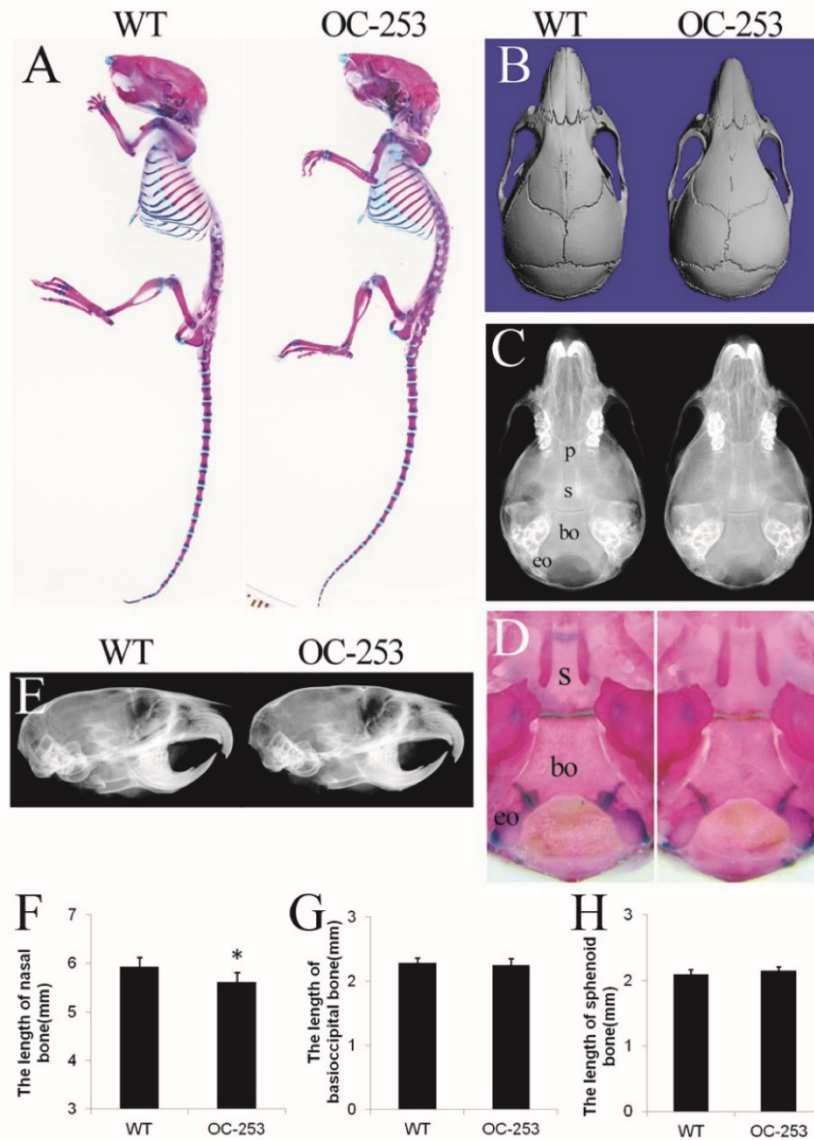 WT OC-253 WT OC-253
A
B
C
p
s
bo
eo
WT OC-253
E
D
s
bo
eo
F
The length of nasal
bone(mm)
7
6
5
4
3
*
WT OC-253
G
The length of
basioccipital bone(mm)
3
2
1
0
WT OC-253
H
The length of sphenoid
bone(mm)
3
2
1
0
WT OC-253